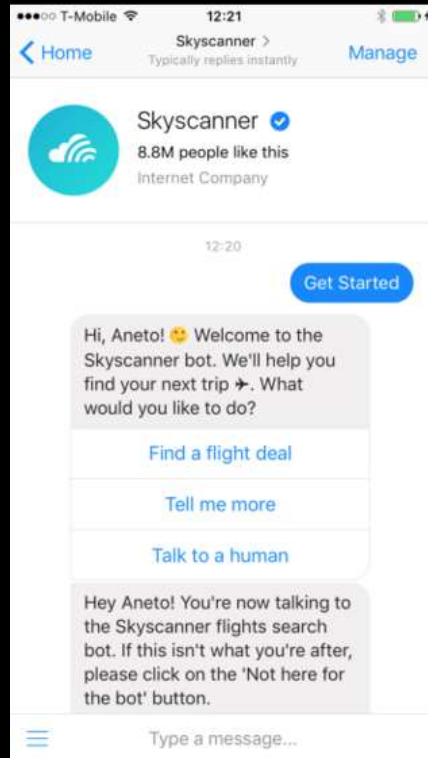 T-Mobile 12:21
Home Skyscanner > Manage
Typically replies instantly
Skyscanner
8.8M people like this
Internet Company
12:20
Get Started
Hi, Aneto! 🙂 Welcome to the
Skyscanner bot. We'll help you
find your next trip ✈. What
would you like to do?
Find a flight deal
Tell me more
Talk to a human
Hey Aneto! You're now talking to
the Skyscanner flights search
bot. If this isn't what you're after,
please click on the 'Not here for
the bot' button.
Type a message...